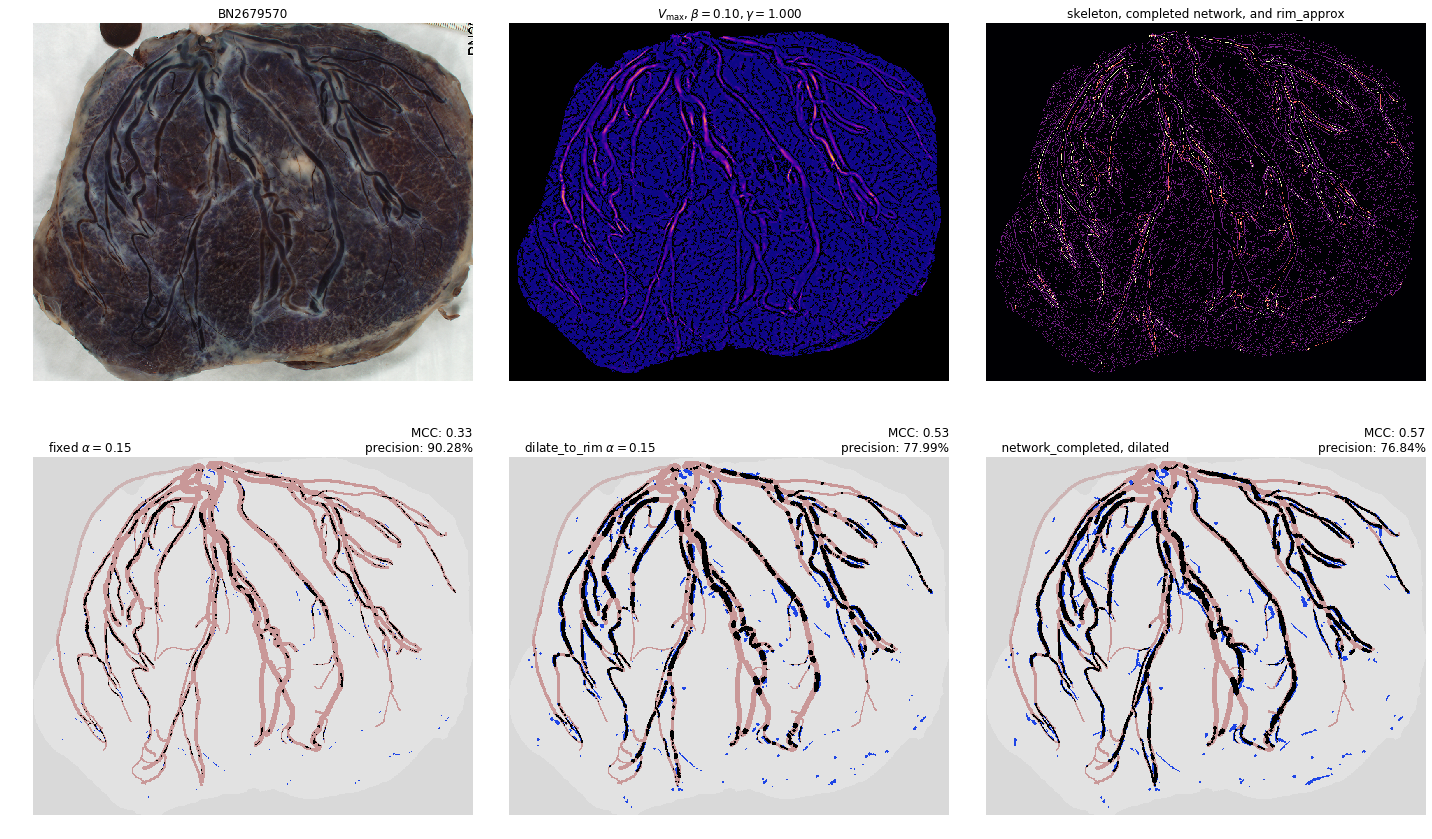 BN2679570
$V_{\max}$, $\beta = 0.10$, $\gamma = 1.000$
skeleton, completed network, and rim_approx
MCC: 0.33
fixed $\alpha = 0.15$ precision: 90.28%
MCC: 0.53
dilate_to_rim $\alpha = 0.15$ precision: 77.99%
MCC: 0.57
network_completed, dilated precision: 76.84%